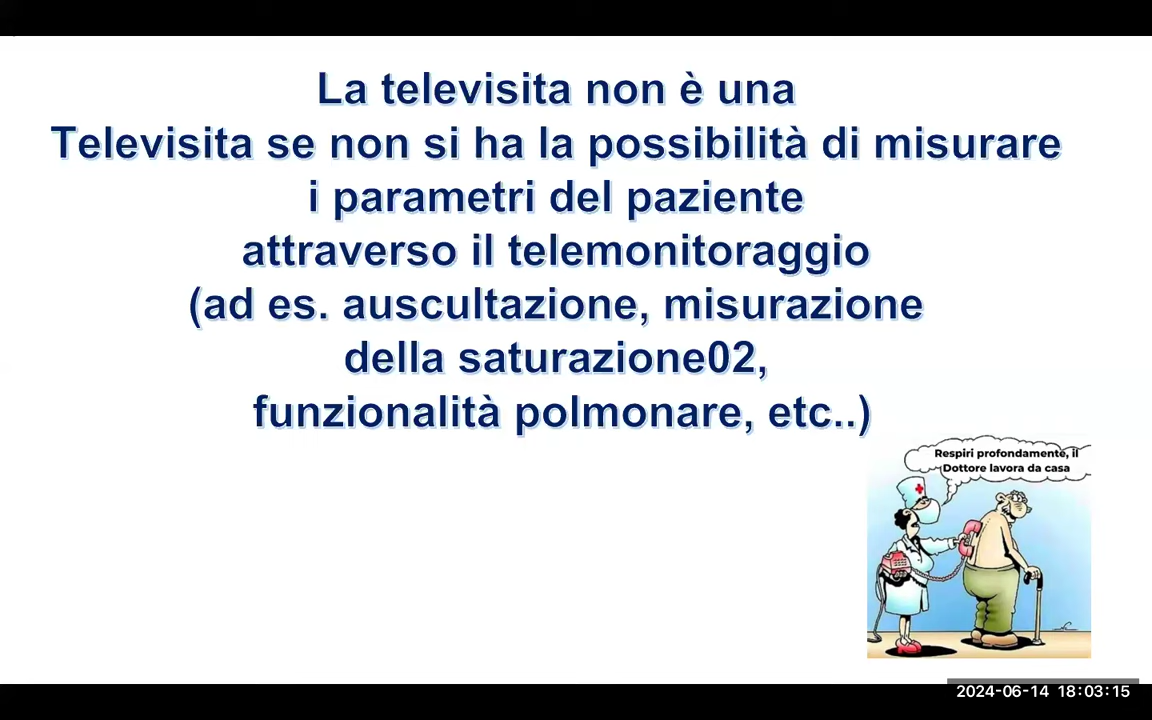 La televisita non è una
Televisita se non si ha la possibilità di misurare
i parametri del paziente
attraverso il telemonitoraggio
(ad es. auscultazione, misurazione
della saturazione02,
funzionalità polmonare, etc..)
Respiri profondamente, il
Dottore lavora da casa
2024-06-14 18:03:15